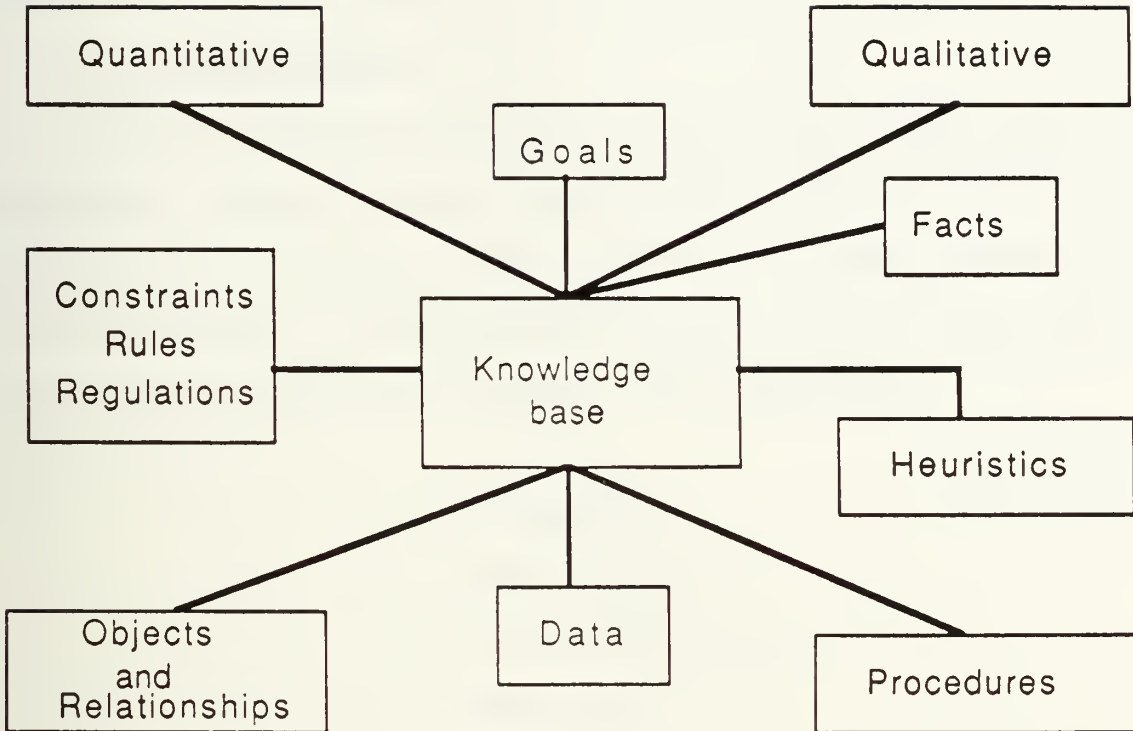 Quantitative
Qualitative
Goals
Facts
Constraints
Rules
Regulations
Knowledge
base
Heuristics
Objects
and
Relationships
Data
Procedures